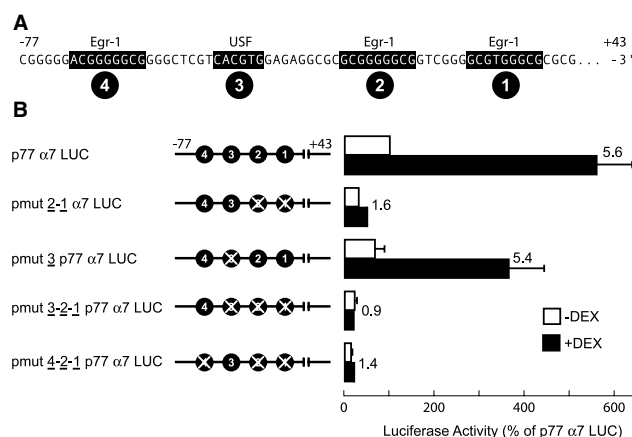 A
-77 Egr-1 USF Egr-1 Egr-1 +43
CGGGGGACGGGGGCGGGGCTCGTCACGTGGAGAGGCGCGCGGGGGCGGTCGGGGCGTGGGCGCGCG... -3'
4 3 2 1
B
-77 +43
p77 α7 LUC 4 3 2 1 5.6
pmut 2-1 α7 LUC 4 3 1.6
pmut 3 p77 α7 LUC 4 2 1 5.4
pmut 3-2-1 p77 α7 LUC 4 0.9
pmut 4-2-1 p77 α7 LUC 3 1.4
-DEX
+DEX
0 200 400 600
Luciferase Activity (% of p77 α7 LUC)